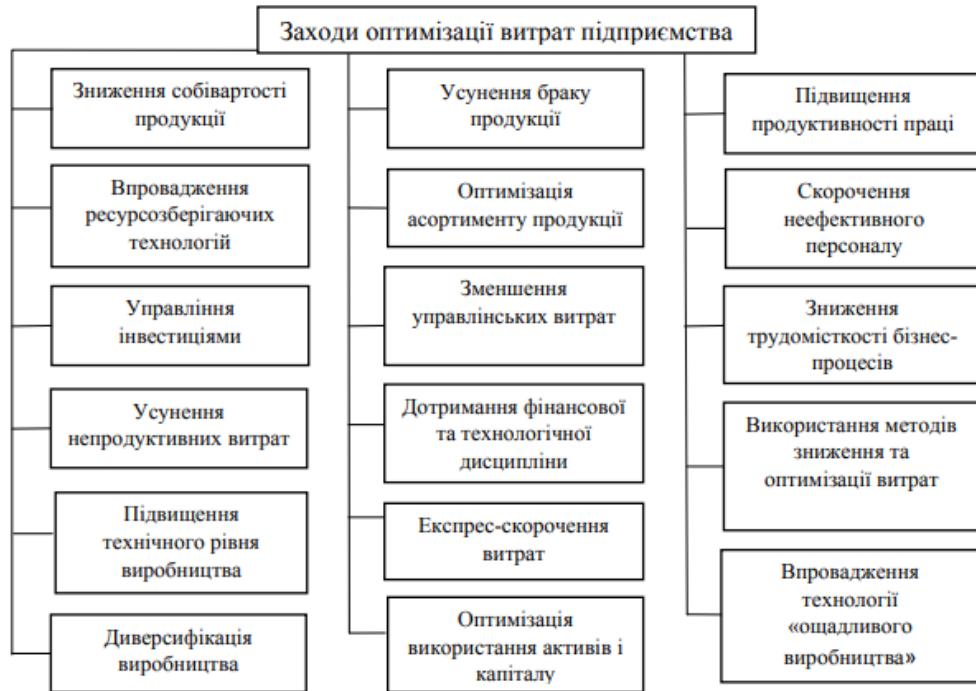 Заходи оптимізації витрат підприємства
Зниження собівартості
продукції
Впровадження
ресурсозберігаючих
технологій
Управління
інвестиціями
Усунення
непродуктивних витрат
Підвищення
технічного рівня
виробництва
Диверсифікація
виробництва
Усунення браку
продукції
Оптимізація
асортименту продукції
Зменшення
управлінських витрат
Дотримання фінансової
та технологічної
дисципліни
Експрес-скорочення
витрат
Оптимізація
використання активів і
капіталу
Підвищення
продуктивності праці
Скорочення
неефективного
персоналу
Зниження
трудомісткості бізнес-
процесів
Використання методів
зниження та
оптимізації витрат
Впровадження
технології
«ощадливого
виробництва»